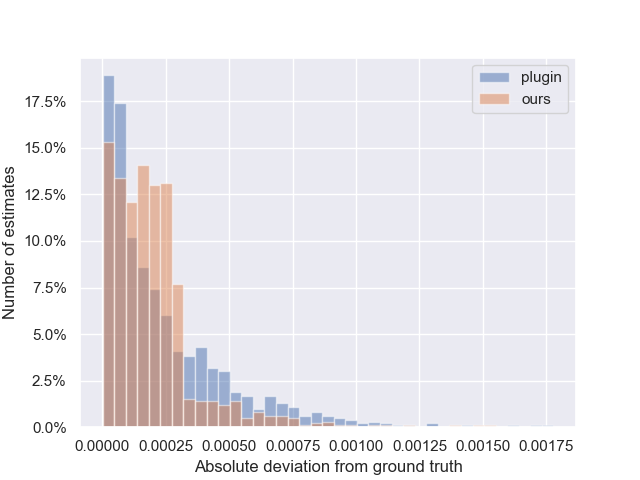 plugin
ours
Number of estimates
17.5%
15.0%
12.5%
10.0%
7.5%
5.0%
2.5%
0.0%
0.00000 0.00025 0.00050 0.00075 0.00100 0.00125 0.00150 0.00175
Absolute deviation from ground truth